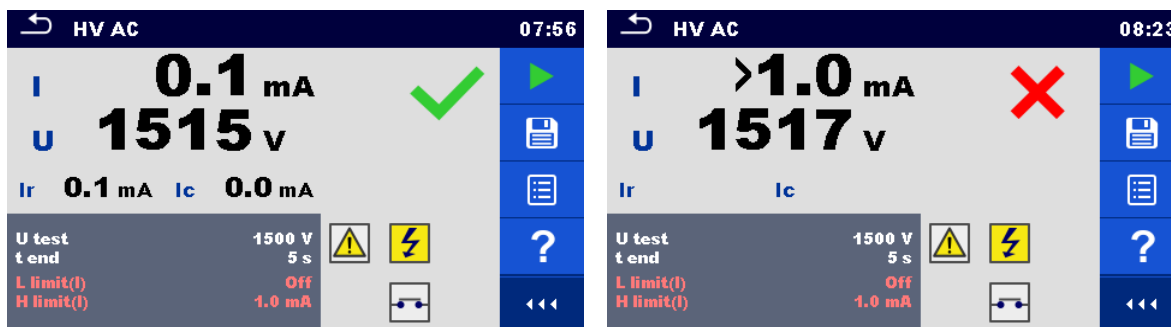 HV AC 07:56
I 0.1 mA
U 1515 V
Ir 0.1 mA Ic 0.0 mA
U test 1500 V
t end 5 s
L limit(I) Off
H limit(I) 1.0 mA
?
HV AC 08:23
I >1.0 mA
U 1517 V
Ir Ic
U test 1500 V
t end 5 s
L limit(I) Off
H limit(I) 1.0 mA
?